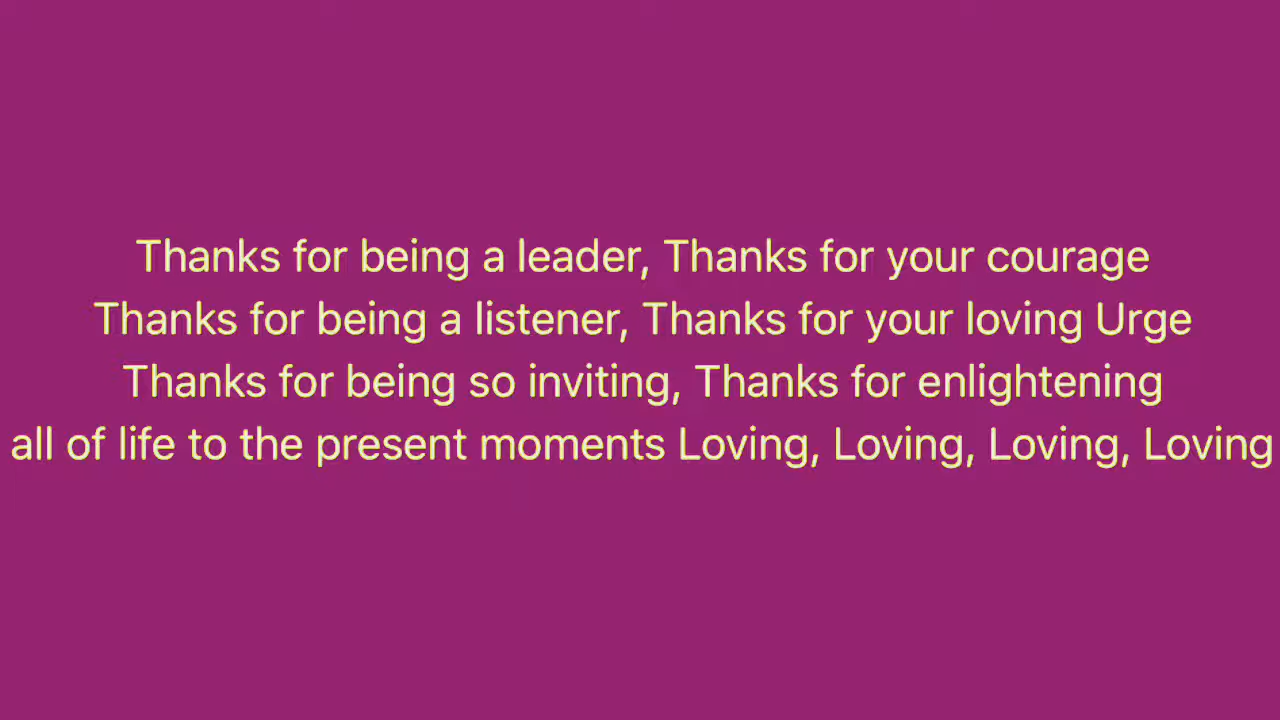 Thanks for being a leader, Thanks for your courage
Thanks for being a listener, Thanks for your loving Urge
Thanks for being so inviting, Thanks for enlightening
all of life to the present moments Loving, Loving, Loving, Loving